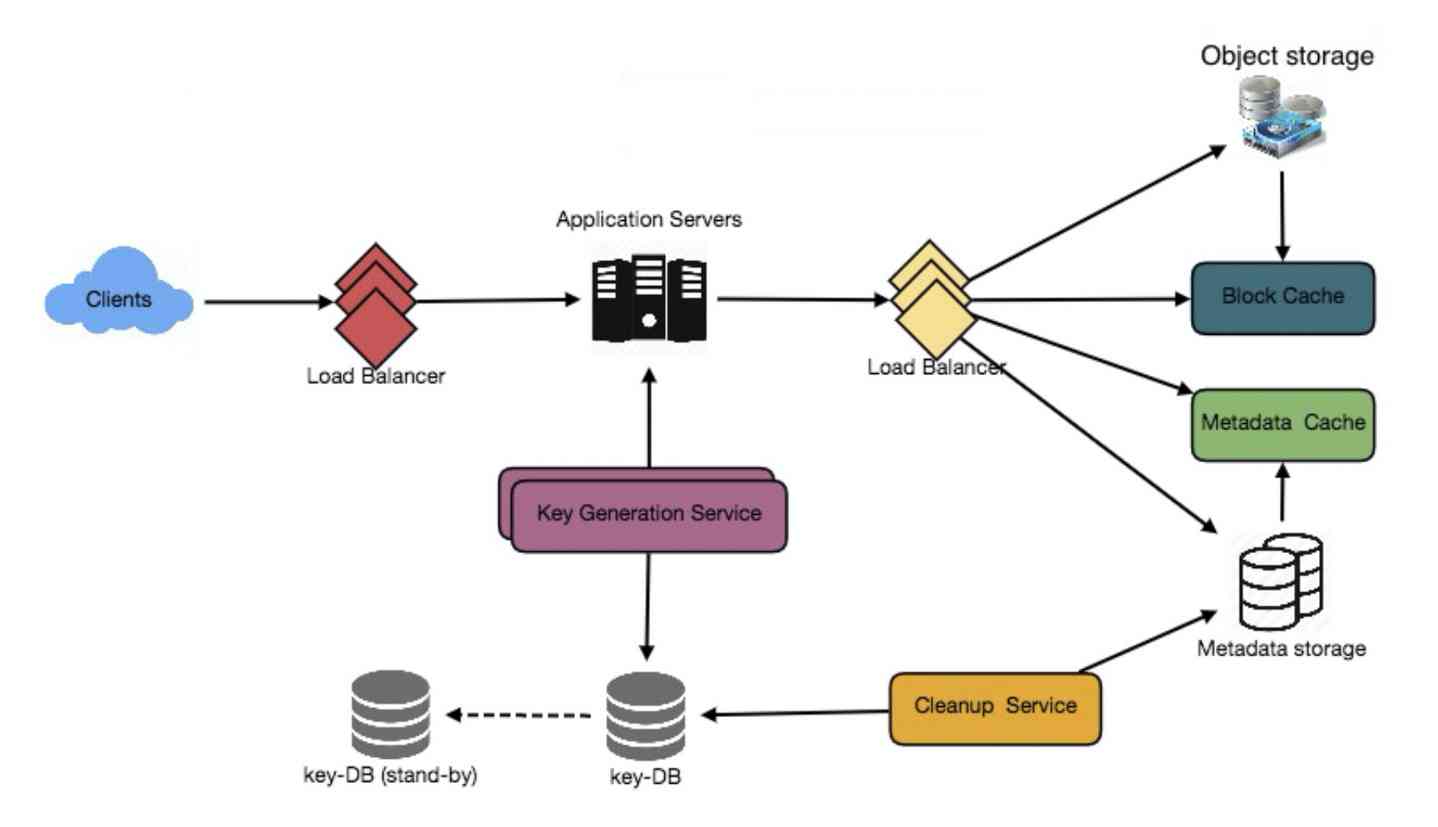 Object storage
Application Servers
Clients
Block Cache
Load Balancer
Load Balancer
Metadata Cache
Key Generation Service
Metadata storage
Cleanup Service
key-DB (stand-by)
key-DB